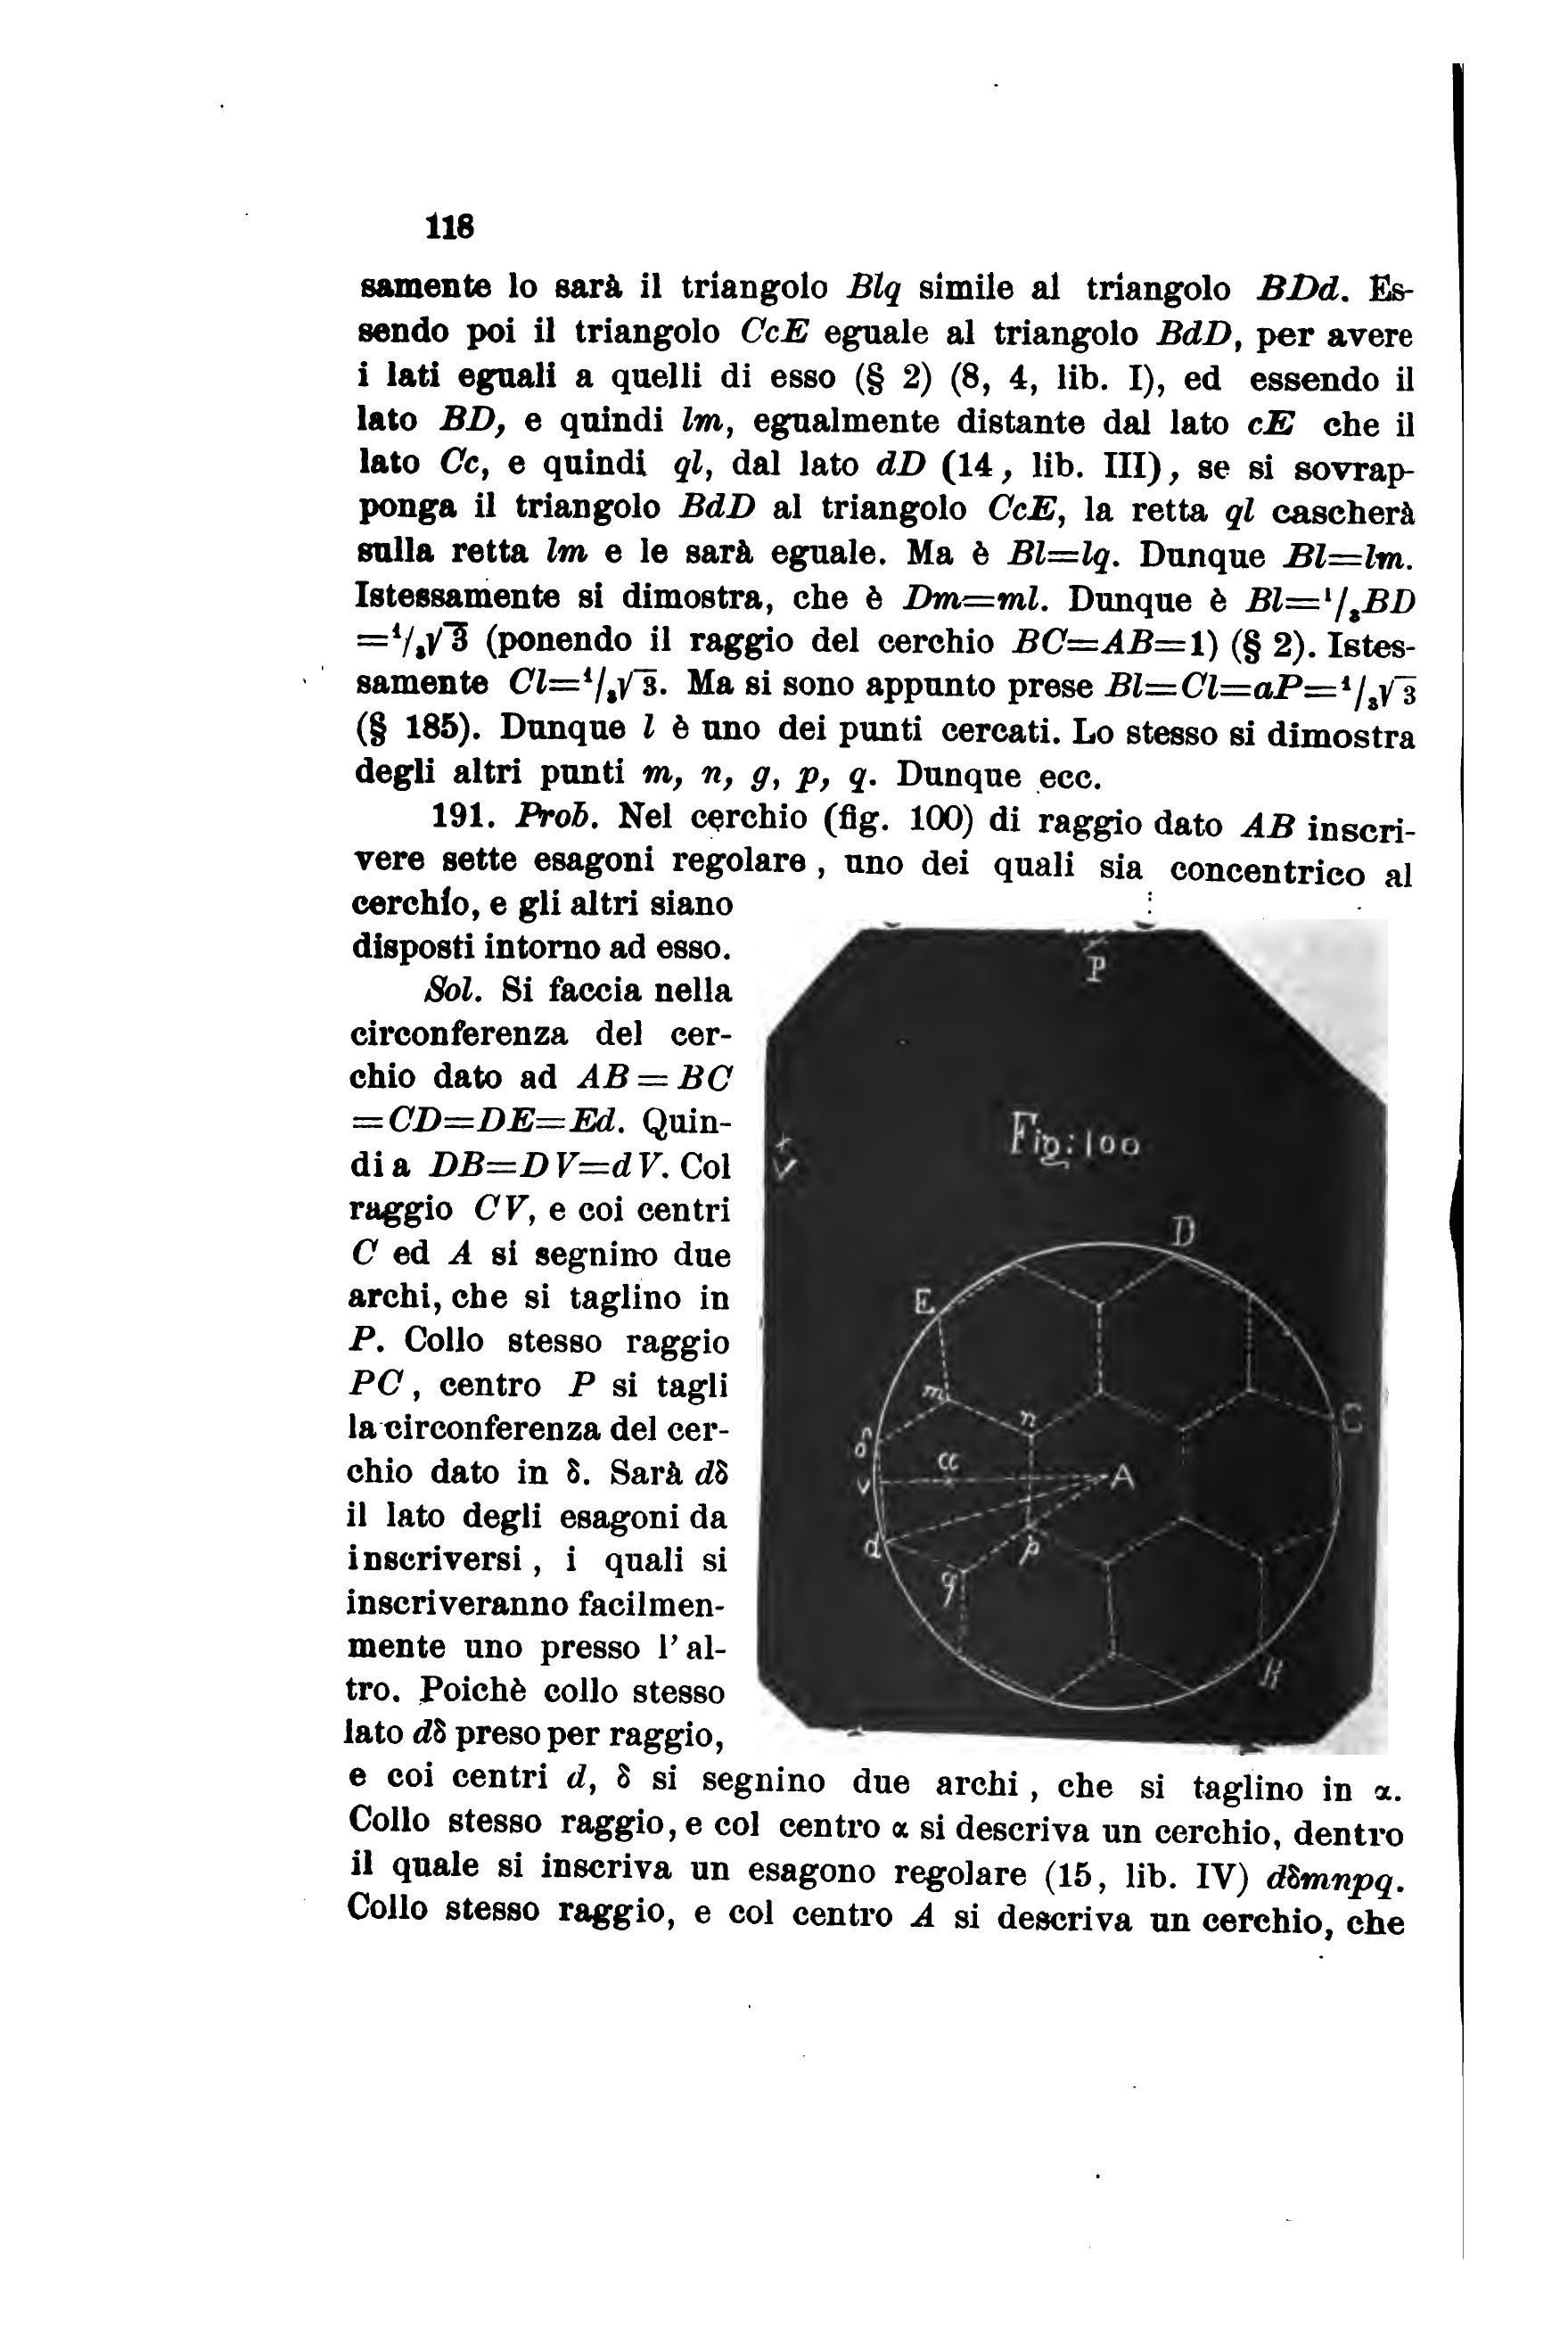 118
samente lo sarà il triangolo Blq simile al triangolo BDd. Es-
sendo poi il triangolo CcE eguale al triangolo BdD, per avere
i lati eguali a quelli di esso (§ 2) (8, 4, lib. I), ed essendo il
lato BD, e quindi lm, egualmente distante dal lato cE che il
lato Cc, e quindi ql, dal lato dD (14, lib. III), se si sovrap-
ponga il triangolo BdD al triangolo CcE, la retta ql cascherà
sulla retta lm e le sarà eguale. Ma è Bl=lq. Dunque Bl=lm.
Istessamente si dimostra, che è Dm=ml. Dunque è Bl=¹/₃BD
=¹/₃√3 (ponendo il raggio del cerchio BC=AB=1) (§ 2). Istes-
samente Cl=¹/₃√3. Ma si sono appunto prese Bl=Cl=aP=¹/₃√3
(§ 185). Dunque l è uno dei punti cercati. Lo stesso si dimostra
degli altri punti m, n, g, p, q. Dunque ecc.
191. Prob. Nel cerchio (fig. 100) di raggio dato AB inscri-
vere sette esagoni regolare, uno dei quali sia concentrico al
cerchio, e gli altri siano
disposti intorno ad esso.
Sol. Si faccia nella
circonferenza del cer-
chio dato ad AB=BC
=CD=DE=Ed. Quin-
di a DB=DV=dV. Col
raggio CV, e coi centri
C ed A si segnino due
archi, che si taglino in
P. Collo stesso raggio
PC, centro P si tagli
la circonferenza del cer-
chio dato in δ. Sarà dδ
il lato degli esagoni da
inscriversi, i quali si
inscriveranno facilmen-
mente uno presso l'al-
tro. Poichè collo stesso
lato dδ preso per raggio,
P
Fig: 100
V
D
E
m
n
C
δ
α
v
A
d
p
q
B
e coi centri d, δ si segnino due archi, che si taglino in α.
Collo stesso raggio, e col centro α si descriva un cerchio, dentro
il quale si inscriva un esagono regolare (15, lib. IV) dδmnpq.
Collo stesso raggio, e col centro A si descriva un cerchio, che